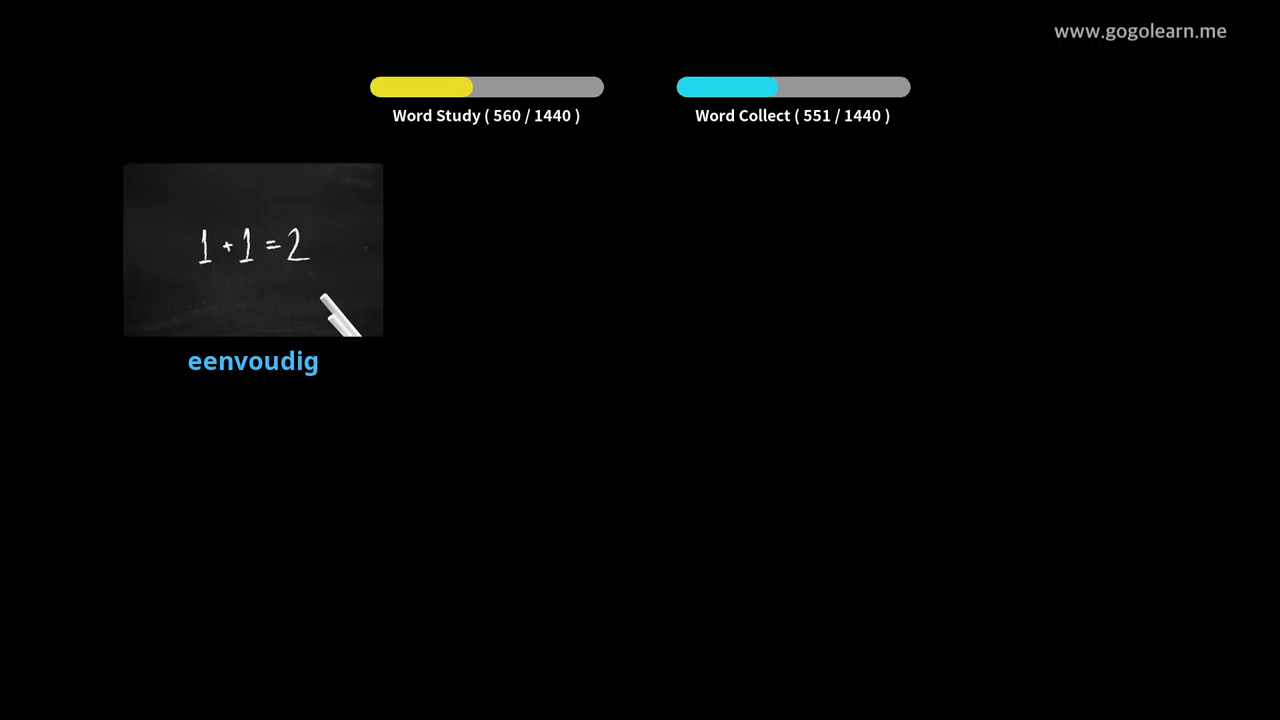 www.gogolearn.me
Word Study ( 560 / 1440 )
Word Collect ( 551 / 1440 )
1 + 1 = 2
eenvoudig